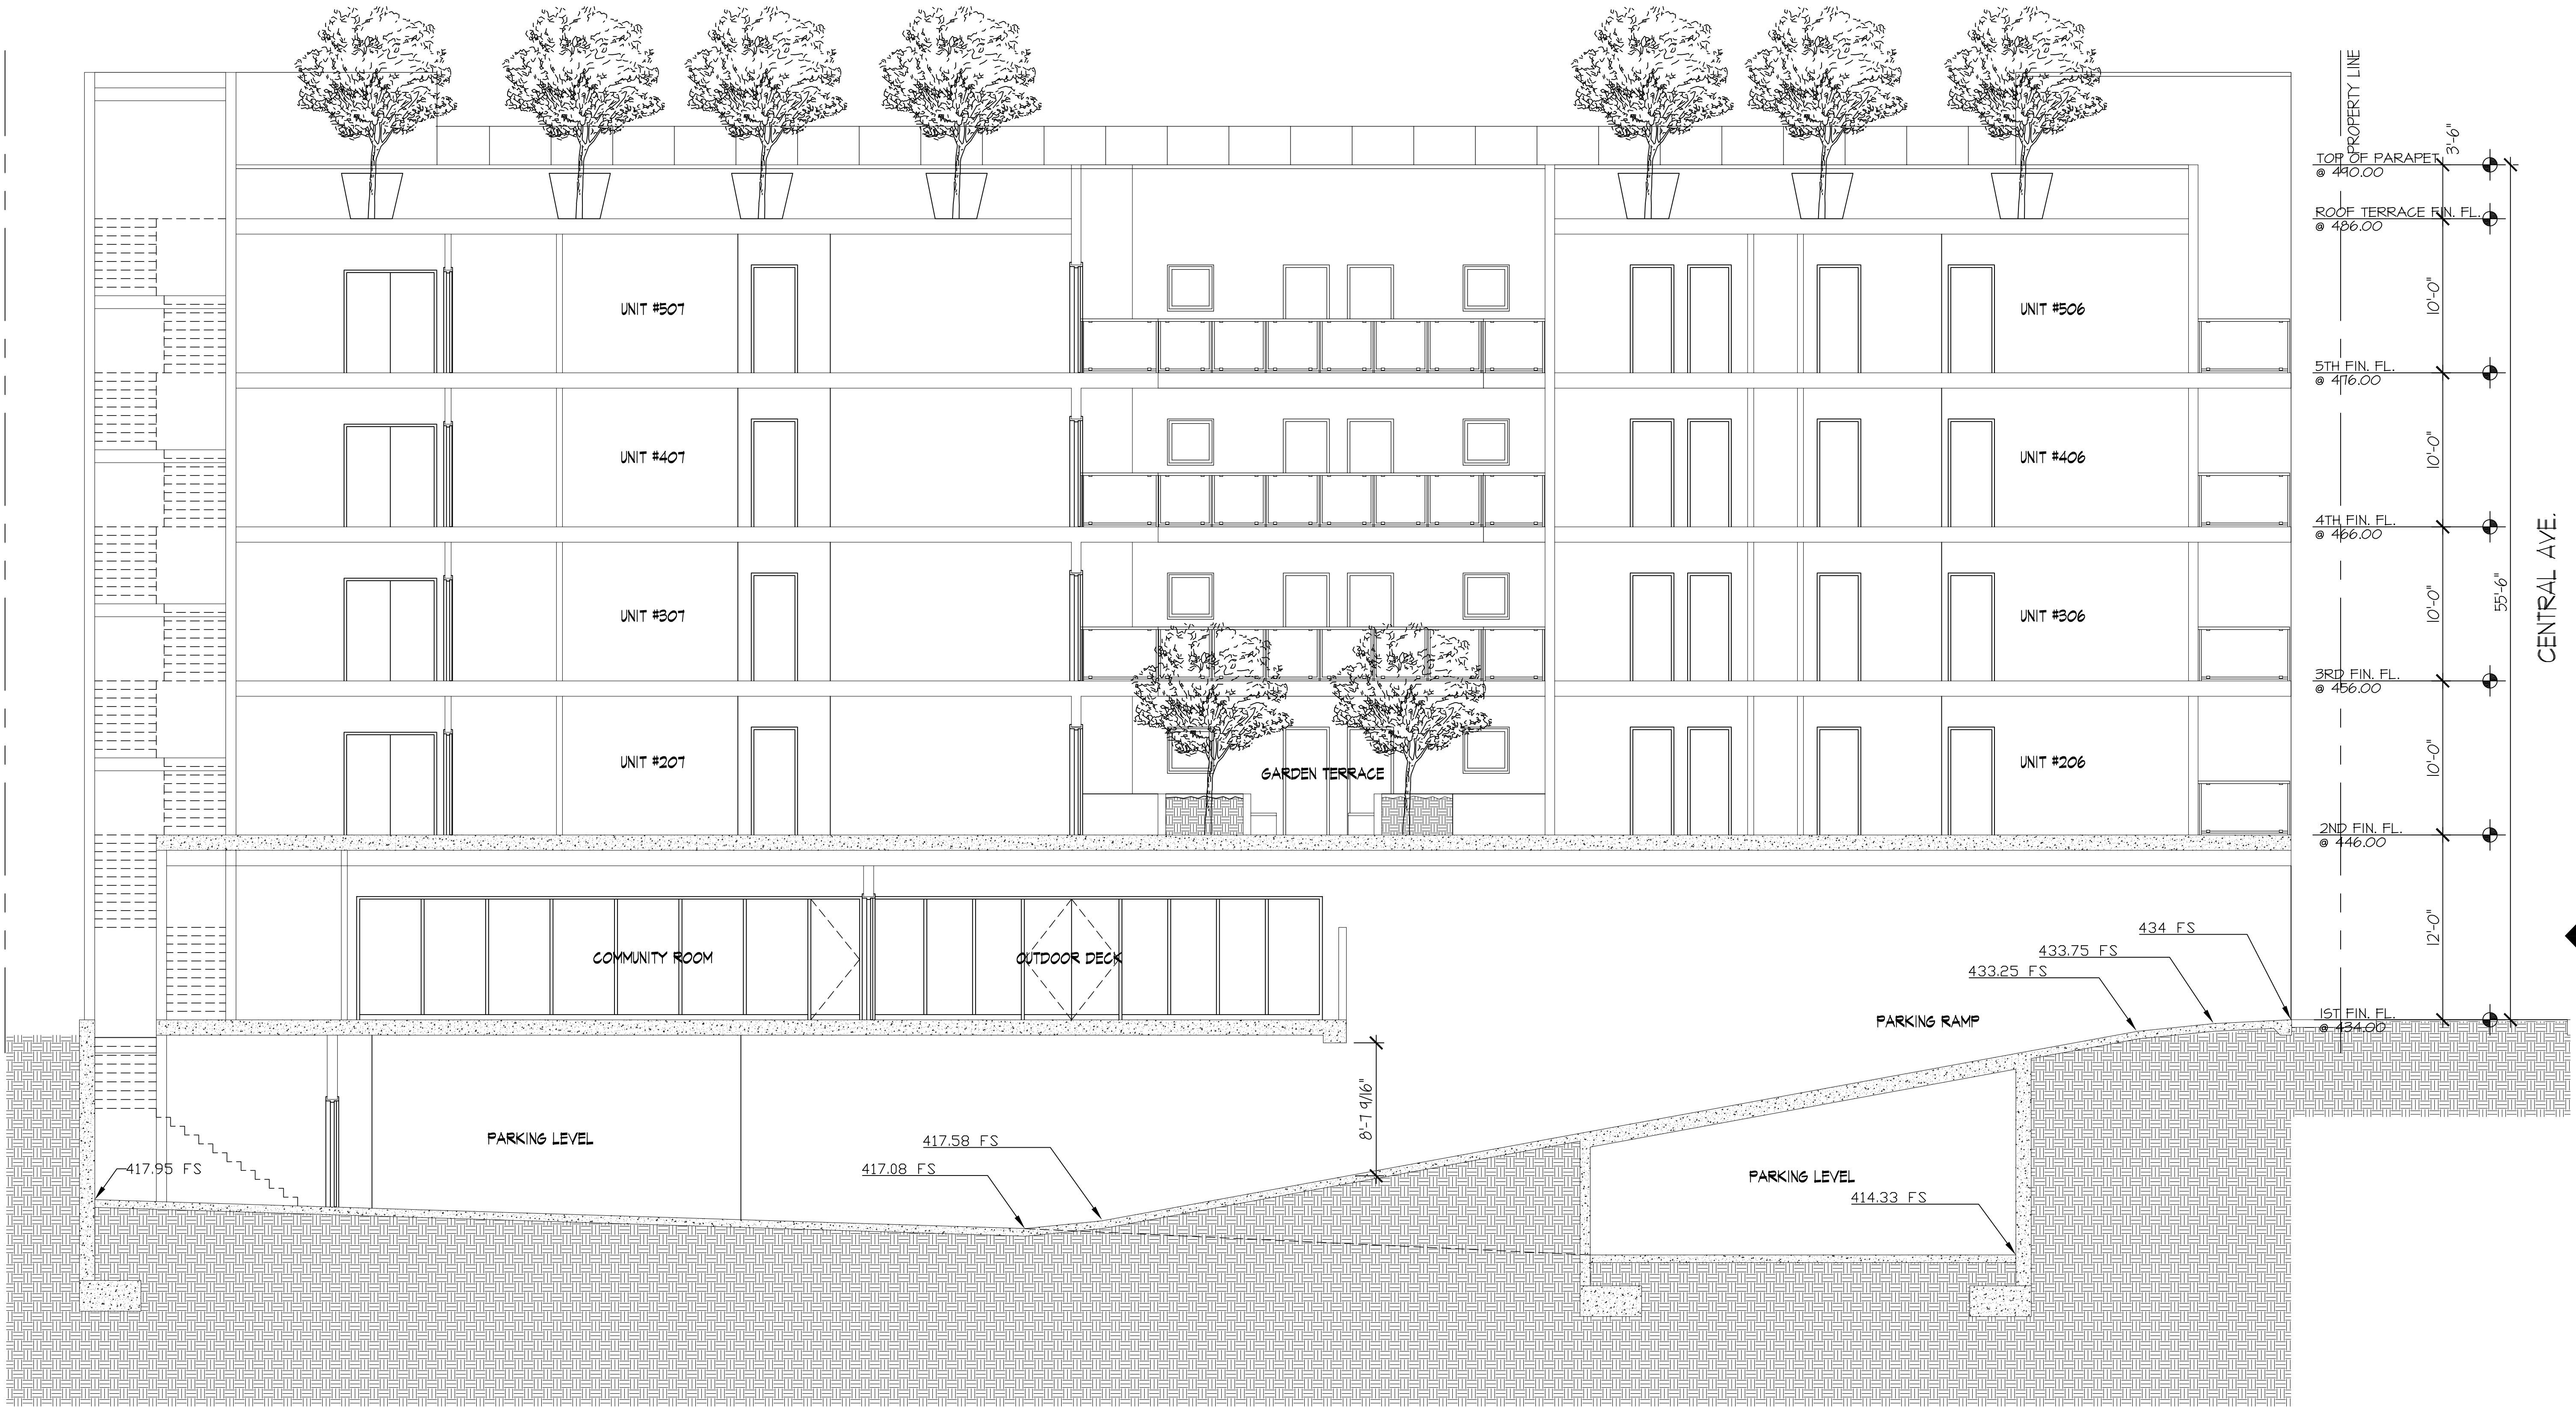 PROPERTY LINE
3'-6"
TOP OF PARAPET
@ 490.00
ROOF TERRACE FIN. FL.
@ 486.00
UNIT #507
UNIT #506
10'-0"
5TH FIN. FL.
@ 476.00
UNIT #407
UNIT #406
10'-0"
4TH FIN. FL.
@ 466.00
CENTRAL AVE.
55'-6"
UNIT #307
UNIT #306
10'-0"
3RD FIN. FL.
@ 456.00
UNIT #207
GARDEN TERRACE
UNIT #206
10'-0"
2ND FIN. FL.
@ 446.00
COMMUNITY ROOM
OUTDOOR DECK
434 FS
433.75 FS
433.25 FS
12'-0"
PARKING RAMP
1ST FIN. FL.
@ 434.00
8'-7 9/16"
PARKING LEVEL
417.95 FS
417.58 FS
417.08 FS
PARKING LEVEL
414.33 FS